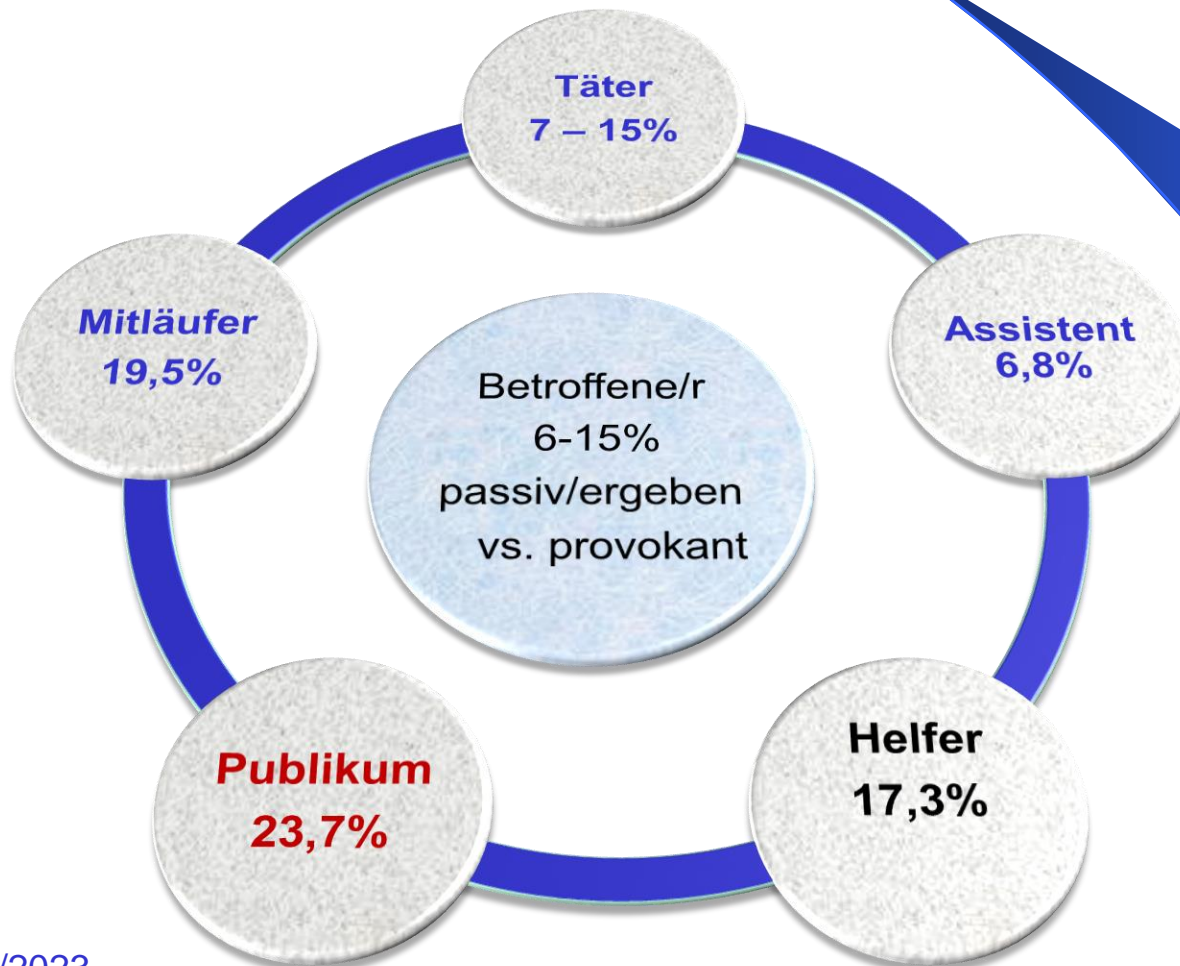 Täter
7 – 15%
Mitläufer
19,5%
Assistent
6,8%
Betroffene/r
6-15%
passiv/ergeben
vs. provokant
Publikum
23,7%
Helfer
17,3%
/2023